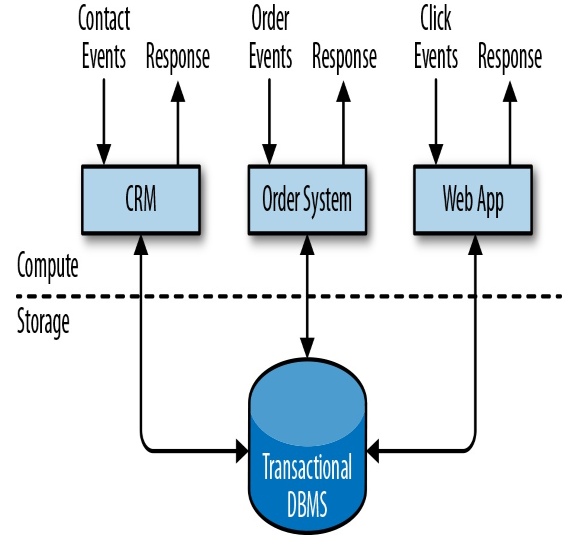 Contact
Events
Response
Order
Events
Response
Click
Events
Response
CRM
Order System
Web App
Compute
Storage
Transactional
DBMS